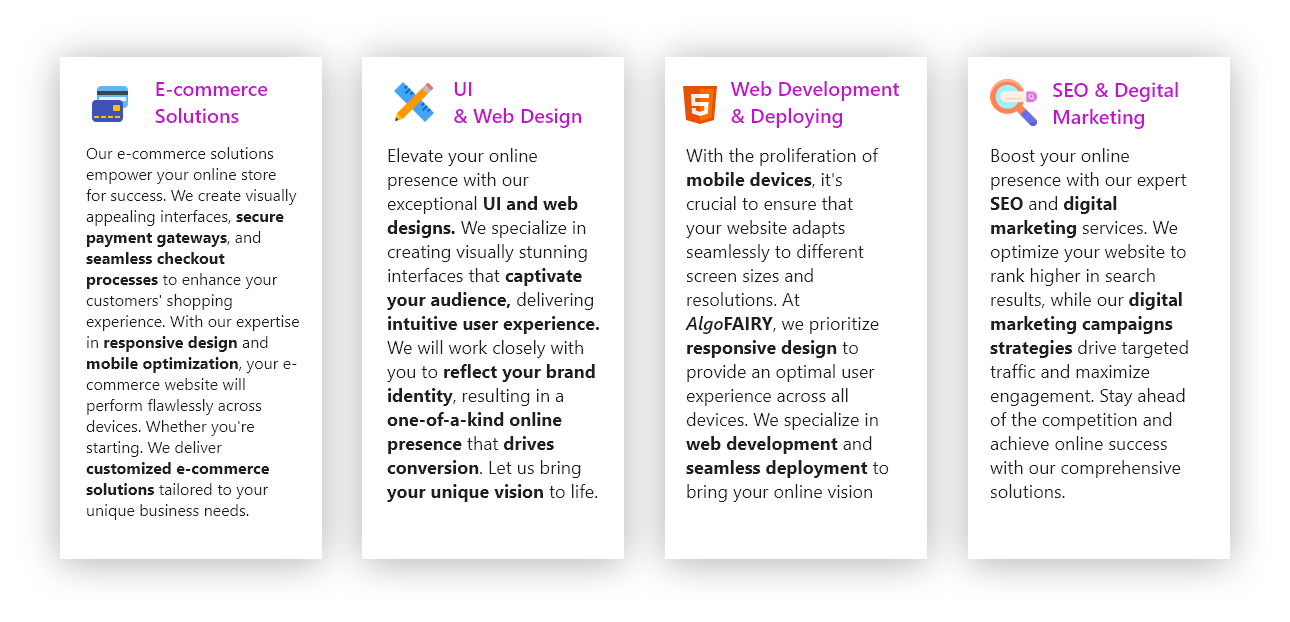 E-commerce
Solutions
Our e-commerce solutions
empower your online store
for success. We create visually
appealing interfaces, secure
payment gateways, and
seamless checkout
processes to enhance your
customers' shopping
experience. With our expertise
in responsive design and
mobile optimization, your e-
commerce website will
perform flawlessly across
devices. Whether you're
starting. We deliver
customized e-commerce
solutions tailored to your
unique business needs.
UI
& Web Design
Elevate your online
presence with our
exceptional UI and web
designs. We specialize in
creating visually stunning
interfaces that captivate
your audience, delivering
intuitive user experience.
We will work closely with
you to reflect your brand
identity, resulting in a
one-of-a-kind online
presence that drives
conversion. Let us bring
your unique vision to life.
5
Web Development
& Deploying
With the proliferation of
mobile devices, it's
crucial to ensure that
your website adapts
seamlessly to different
screen sizes and
resolutions. At
AlgoFAIRY, we prioritize
responsive design to
provide an optimal user
experience across all
devices. We specialize in
web development and
seamless deployment to
bring your online vision
SEO & Degital
Marketing
Boost your online
presence with our expert
SEO and digital
marketing services. We
optimize your website to
rank higher in search
results, while our digital
marketing campaigns
strategies drive targeted
traffic and maximize
engagement. Stay ahead
of the competition and
achieve online success
with our comprehensive
solutions.